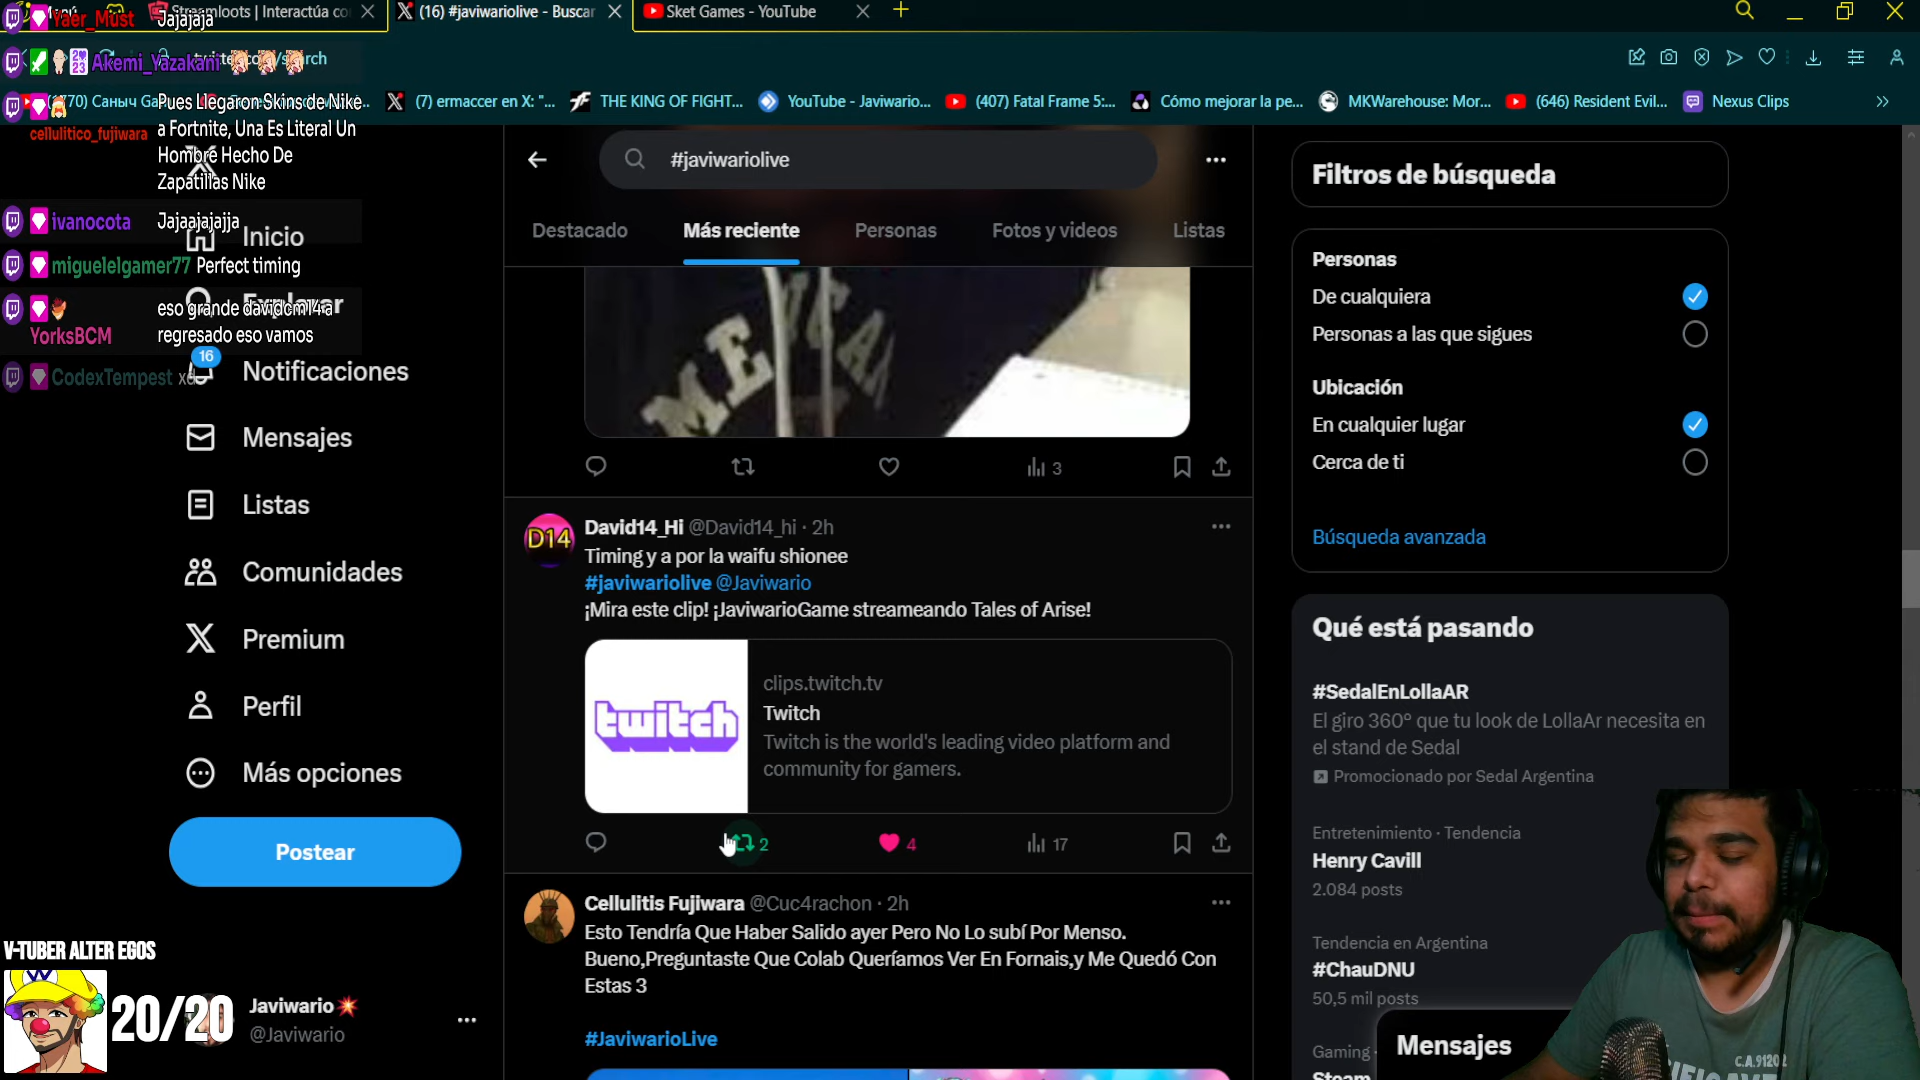 Yaer_Must Jajajaja
Akemi_Yazakani
cellulitico_fujiwara
Pues Llegaron Skins de Nike
a Fortnite, Una Es Literal Un
Hombre Hecho De
Zapatillas Nike
ivanocota Jajaajajajja
miguelelgamer77 Perfect timing
YorksBCM
eso grande davidcm14a
regresado eso vamos
CodexTempest xd
Streamloots | Interactúa co
(16) #javiwariolive - Buscar
Sket Games - YouTube
(7) ermaccer en X: "...
THE KING OF FIGHT...
YouTube - Javiwario...
(407) Fatal Frame 5:...
Cómo mejorar la pe...
MKWarehouse: Mor...
(646) Resident Evil...
Nexus Clips
Inicio
Explorar
16
Notificaciones
Mensajes
Listas
Comunidades
Premium
Perfil
Más opciones
Postear
V-TUBER ALTER EGOS
20/20
Javiwario
@Javiwario
#javiwariolive
Destacado
Más reciente
Personas
Fotos y videos
Listas
3
David14_Hi @David14_hi · 2h
Timing y a por la waifu shionee
#javiwariolive @Javiwario
¡Mira este clip! ¡JaviwarioGame streameando Tales of Arise!
twitch
clips.twitch.tv
Twitch
Twitch is the world's leading video platform and
community for gamers.
2
4
17
Cellulitis Fujiwara @Cuc4rachon · 2h
Esto Tendría Que Haber Salido ayer Pero No Lo subí Por Menso.
Bueno,Preguntaste Que Colab Queríamos Ver En Fornais,y Me Quedó Con
Estas 3
#JaviwarioLive
Filtros de búsqueda
Personas
De cualquiera
Personas a las que sigues
Ubicación
En cualquier lugar
Cerca de ti
Búsqueda avanzada
Qué está pasando
#SedalEnLollaAR
El giro 360° que tu look de LollaAr necesita en
el stand de Sedal
Promocionado por Sedal Argentina
Entretenimiento · Tendencia
Henry Cavill
2.084 posts
Tendencia en Argentina
#ChauDNU
50,5 mil posts
Gaming
Steam
Mensajes
D14